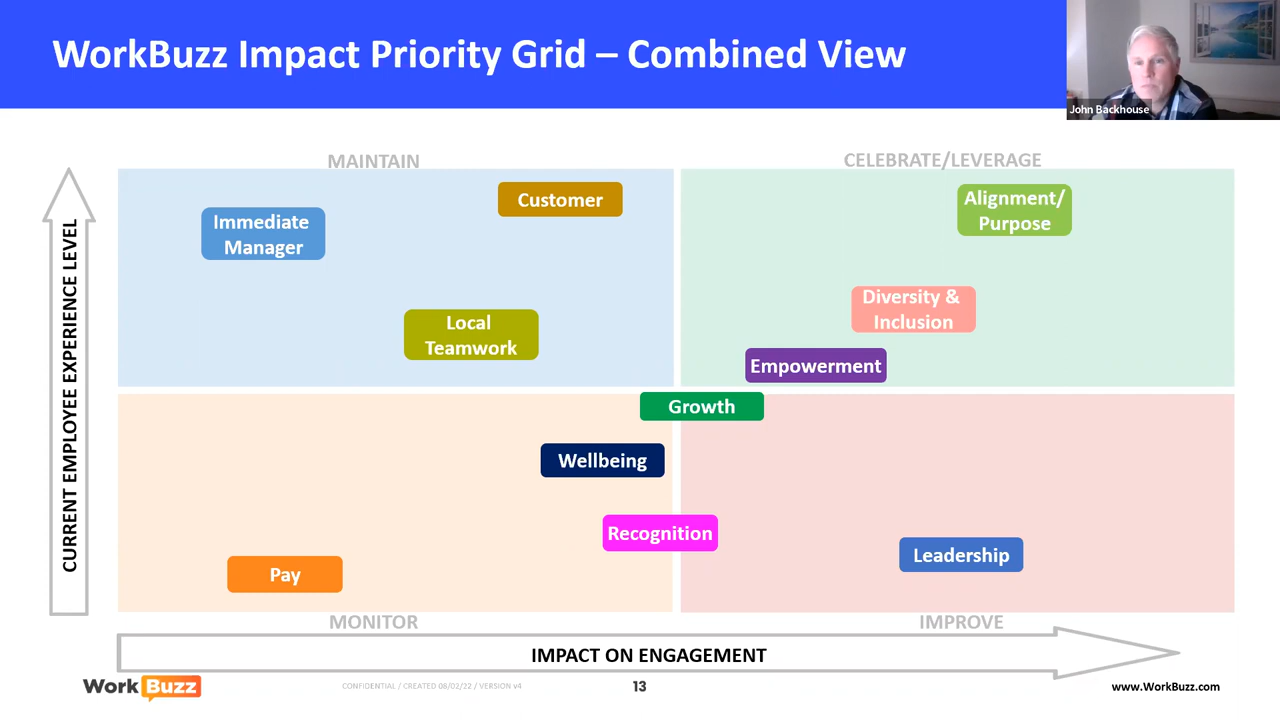 WorkBuzz Impact Priority Grid – Combined View
John Backhouse
MAINTAIN
CELEBRATE/LEVERAGE
Customer
Alignment/
Purpose
Immediate
Manager
Diversity &
Inclusion
Local
Teamwork
Empowerment
Growth
Wellbeing
Recognition
Leadership
Pay
CURRENT EMPLOYEE EXPERIENCE LEVEL
MONITOR
IMPROVE
IMPACT ON ENGAGEMENT
WorkBuzz
CONFIDENTIAL / CREATED 08/02/22 / VERSION v4
13
www.WorkBuzz.com